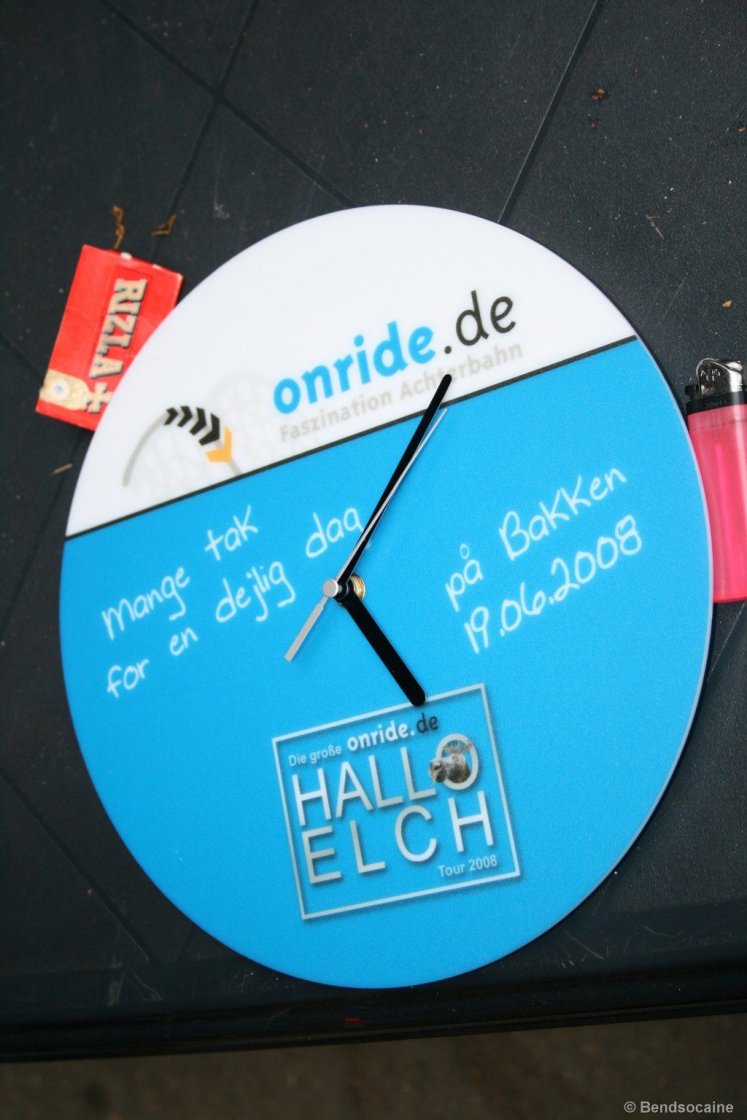 RIZLA
onride.de
Faszination Achterbahn
Mange tak
for en dejlig dag
på Bakken
19.06.2008
Die große onride.de
HALLO
ELCH
Tour 2008
© Bendsocaine